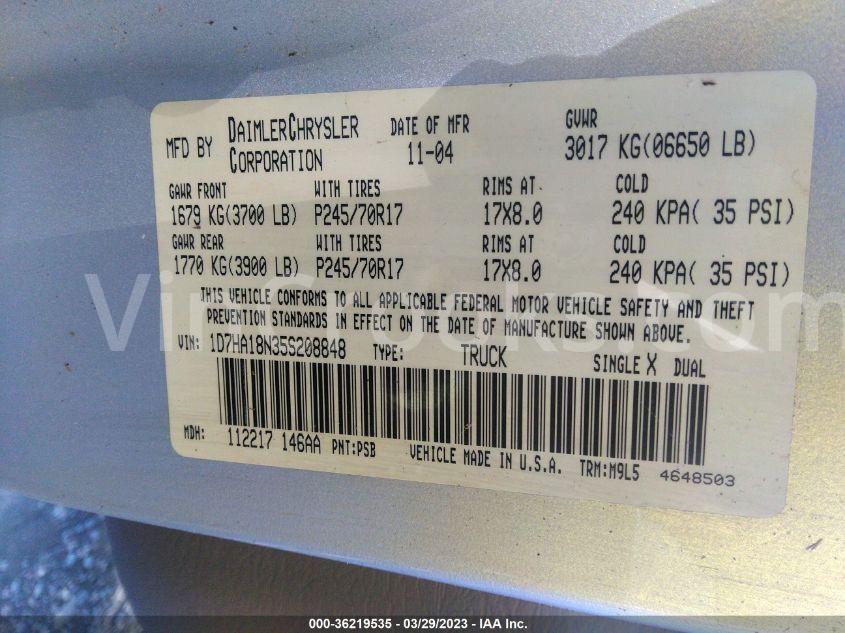 MFD BY DAIMLERCHRYSLER CORPORATION DATE OF MFR 11-04 GVWR 3017 KG(06650 LB)
GAWR FRONT WITH TIRES RIMS AT COLD
1679 KG(3700 LB) P245/70R17 17X8.0 240 KPA( 35 PSI)
GAWR REAR WITH TIRES RIMS AT COLD
1770 KG(3900 LB) P245/70R17 17X8.0 240 KPA( 35 PSI)
THIS VEHICLE CONFORMS TO ALL APPLICABLE FEDERAL MOTOR VEHICLE SAFETY AND THEFT
PREVENTION STANDARDS IN EFFECT ON THE DATE OF MANUFACTURE SHOWN ABOVE.
VIN: 1D7HA18N35S208848 TYPE: TRUCK SINGLE X DUAL
MDH: 112217 146AA PNT:PSB VEHICLE MADE IN U.S.A. TRM:M9L5 4648503
000-36219535 - 03/29/2023 - IAA Inc.